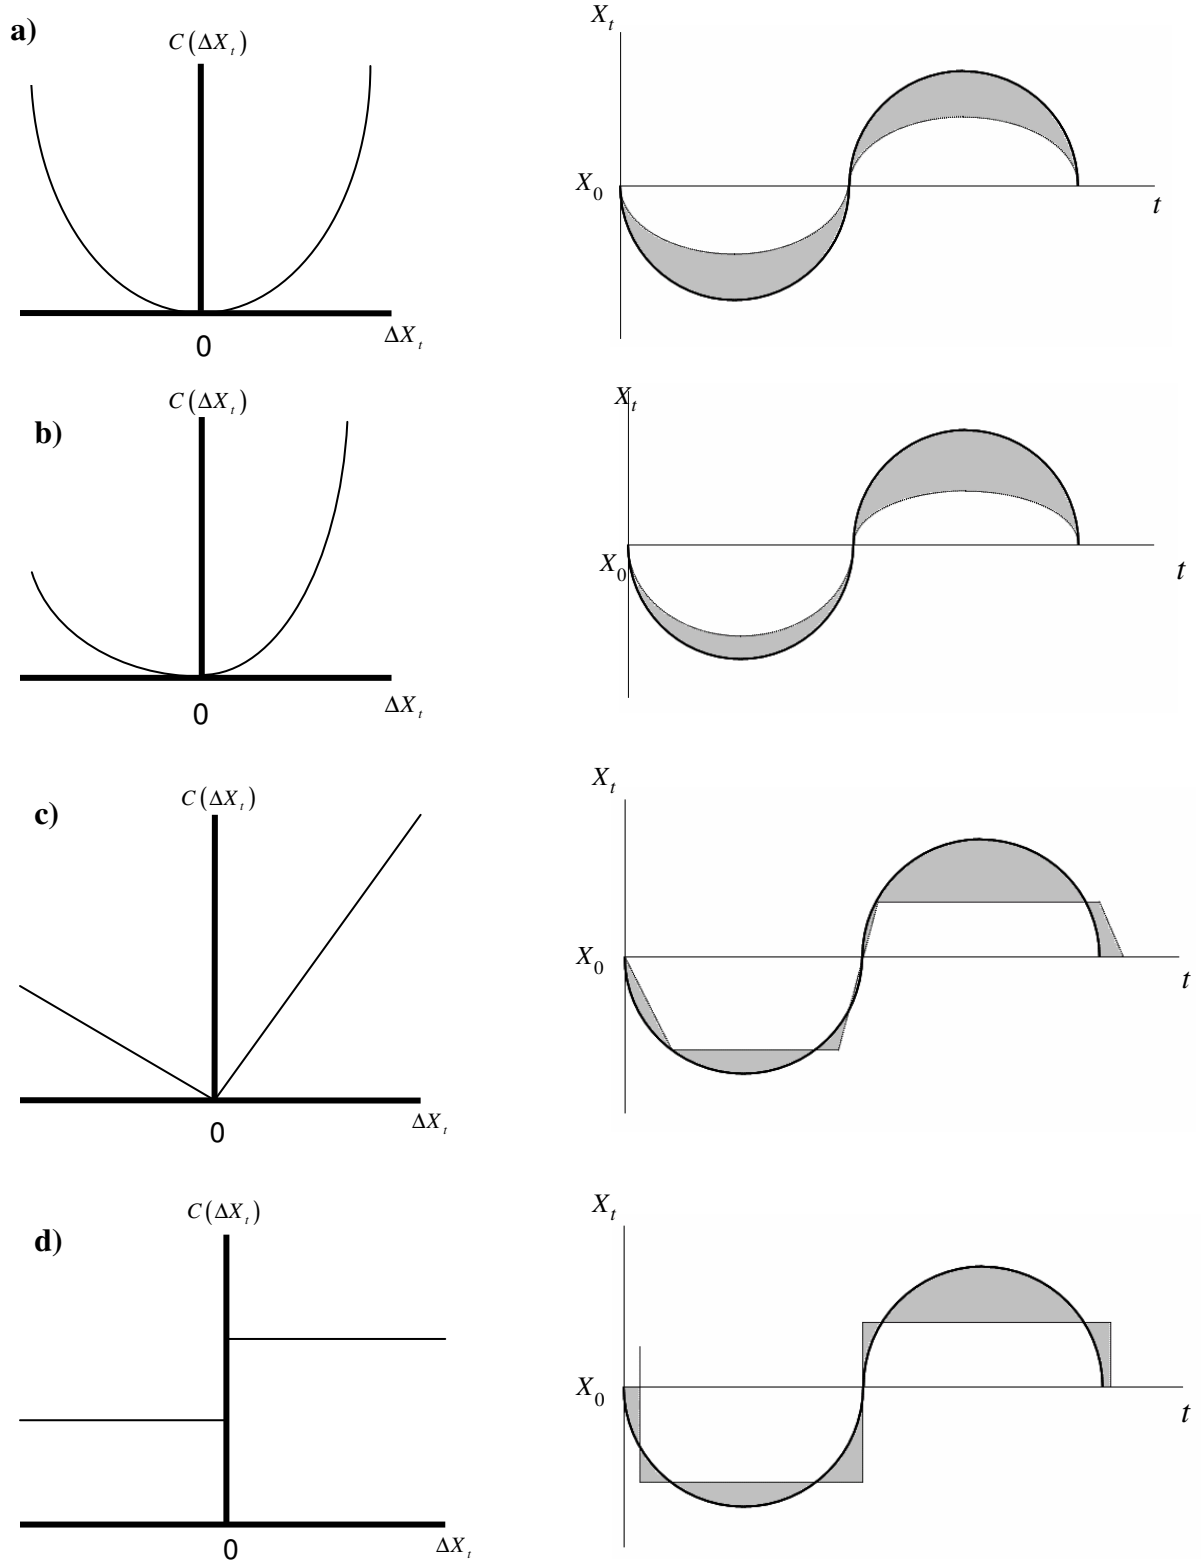 a)
C(ΔX_t)
ΔX_t
0
X_t
X_0
t
b)
C(ΔX_t)
ΔX_t
0
X_t
X_0
t
c)
C(ΔX_t)
ΔX_t
0
X_t
X_0
t
d)
C(ΔX_t)
ΔX_t
0
X_t
X_0
t